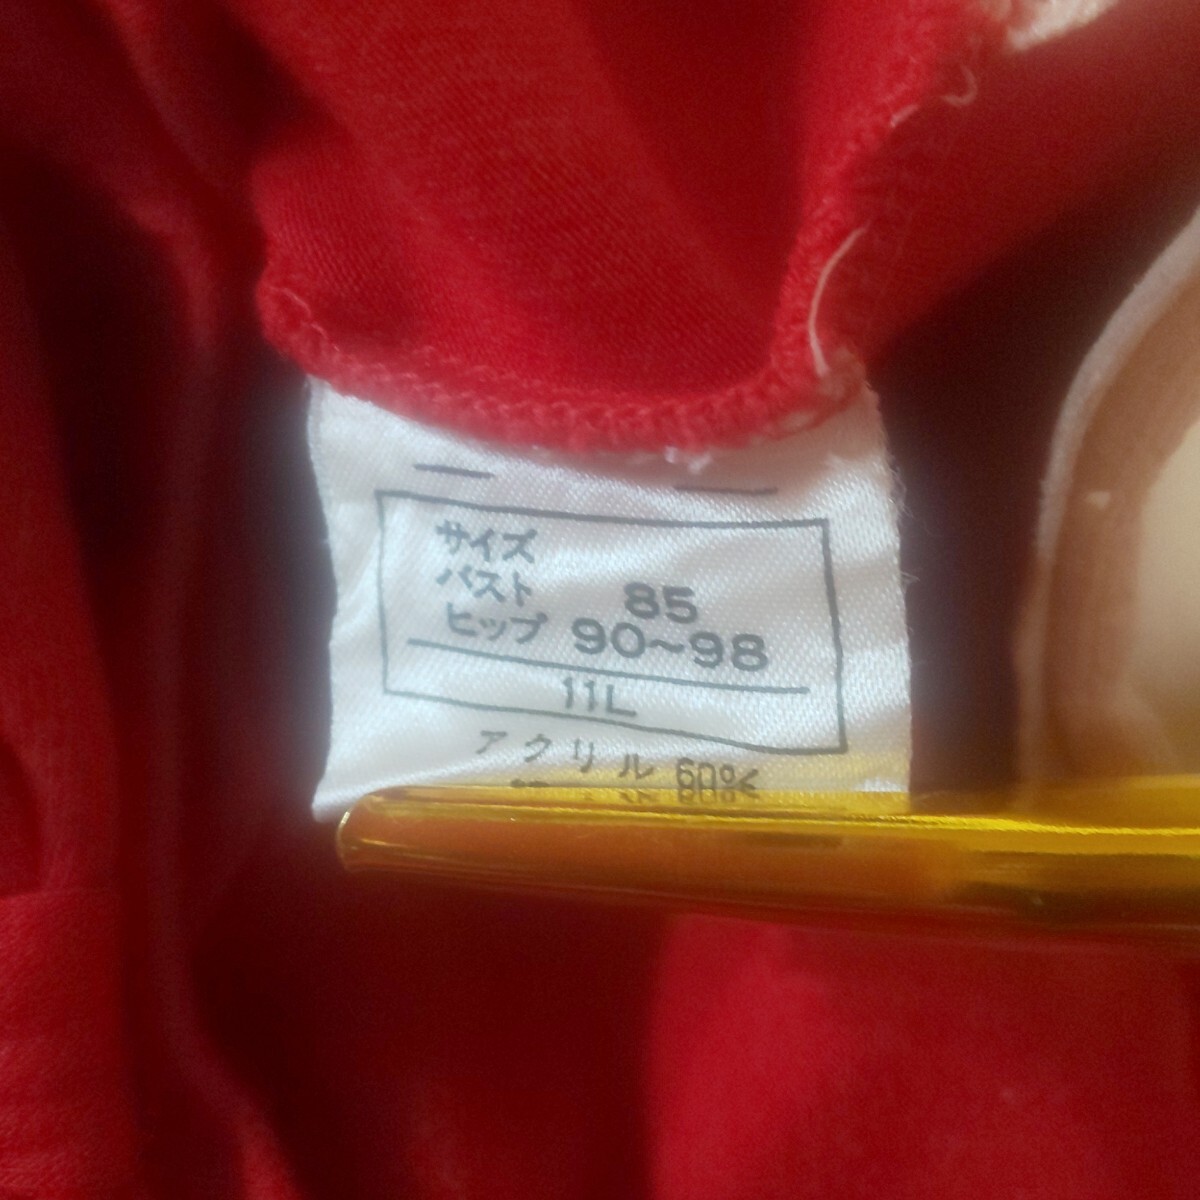 サイズ
バスト 85
ヒップ 90~98
11L
アクリル 60%